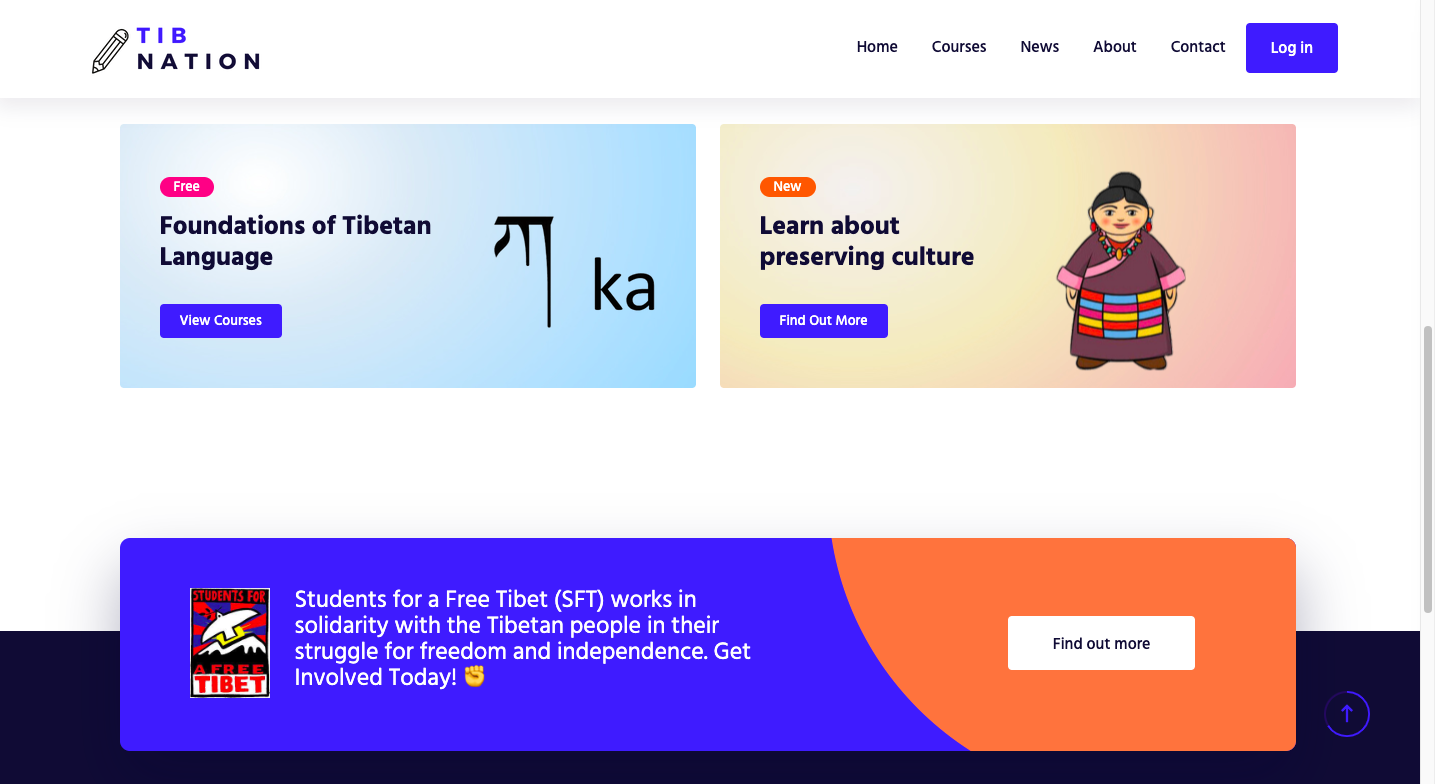 TIB
NATION
Home Courses News About Contact Log in
Free
Foundations of Tibetan
Language
View Courses
ཀ ka
New
Learn about
preserving culture
Find Out More
STUDENTS FOR
A FREE
TIBET
Students for a Free Tibet (SFT) works in
solidarity with the Tibetan people in their
struggle for freedom and independence. Get
Involved Today! ✊
Find out more